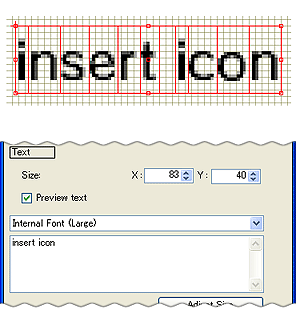 insert icon
Text
Size: X: 83 Y: 40
Preview text
Internal Font (Large)
insert icon
Adjust Size